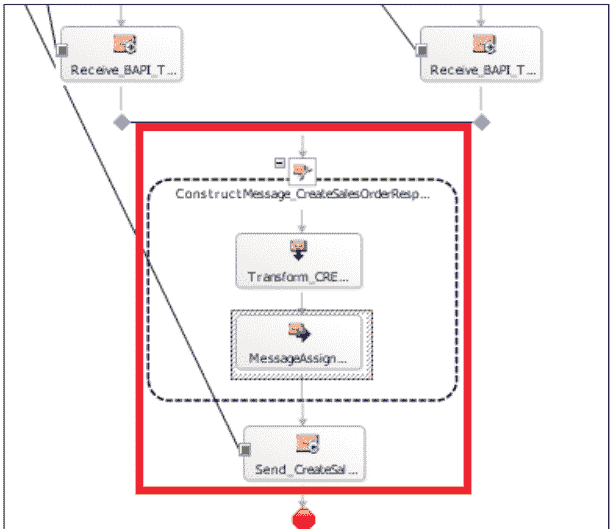 Receive_BAPI_T...
Receive_BAPI_T...
ConstructMessage_CreateSalesOrderResp...
Transform_CRE...
MessageAssign...
Send_CreateSal...